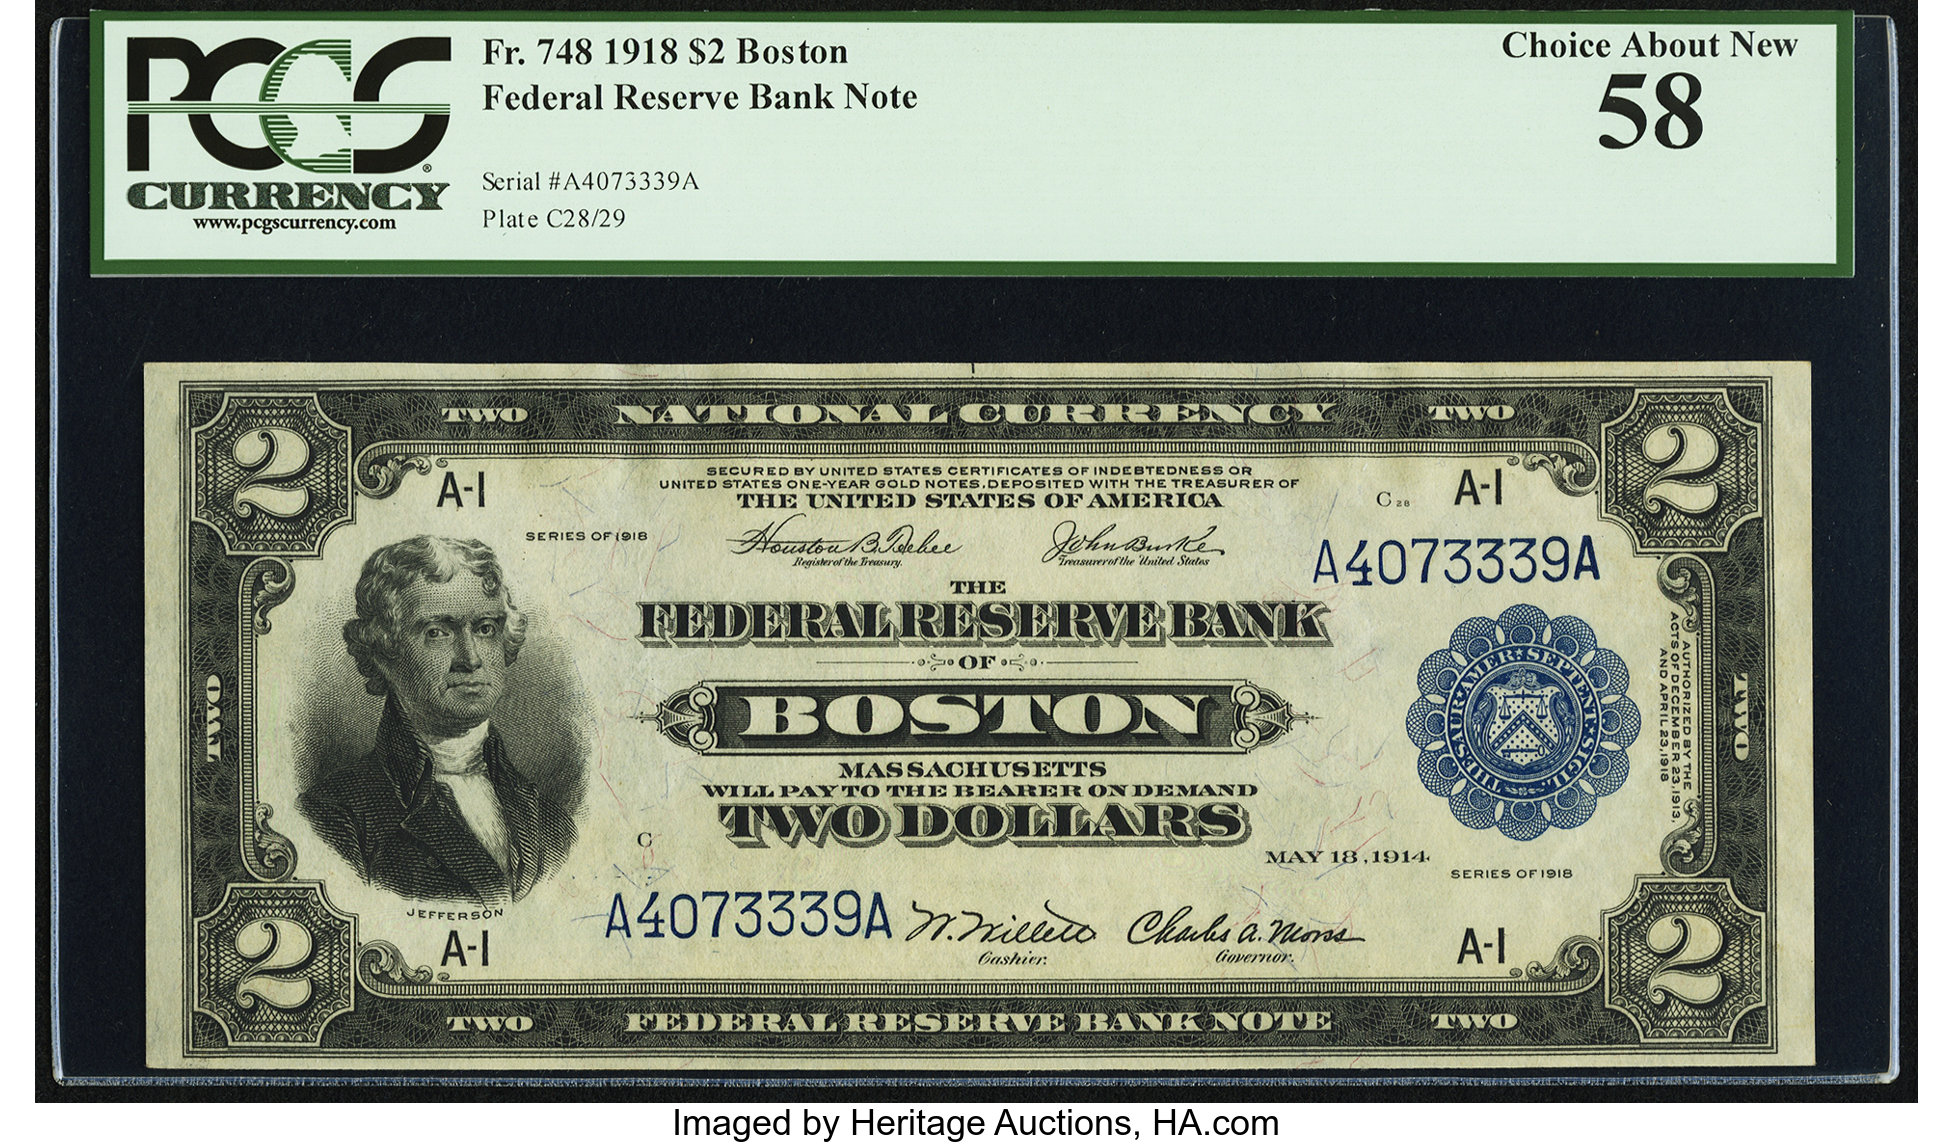 PCGS
CURRENCY
www.pcgscurrency.com
Fr. 748 1918 $2 Boston
Federal Reserve Bank Note
Serial #A4073339A
Plate C28/29
Choice About New
58
2 TWO NATIONAL CURRENCY TWO 2
SECURED BY UNITED STATES CERTIFICATES OF INDEBTEDNESS OR
UNITED STATES ONE-YEAR GOLD NOTES, DEPOSITED WITH THE TREASURER OF
THE UNITED STATES OF AMERICA
A-1
C28
A-1
SERIES OF 1918
Houston B. Teehee
Register of the Treasury.
John Burke
Treasurer of the United States
A4073339A
THE
FEDERAL RESERVE BANK
OF
BOSTON
MASSACHUSETTS
WILL PAY TO THE BEARER ON DEMAND
TWO DOLLARS
THESAUR.AMER★SEPTENT★SIGIL★
AUTHORIZED BY THE
ACTS OF DECEMBER 23, 1913,
AND APRIL 23, 1918
TWO
TWO
C
MAY 18, 1914.
SERIES OF 1918
JEFFERSON
A4073339A
W. Willett
Cashier.
Charles A. Morss
Governor.
A-1
A-1
2 TWO FEDERAL RESERVE BANK NOTE TWO 2
Imaged by Heritage Auctions, HA.com